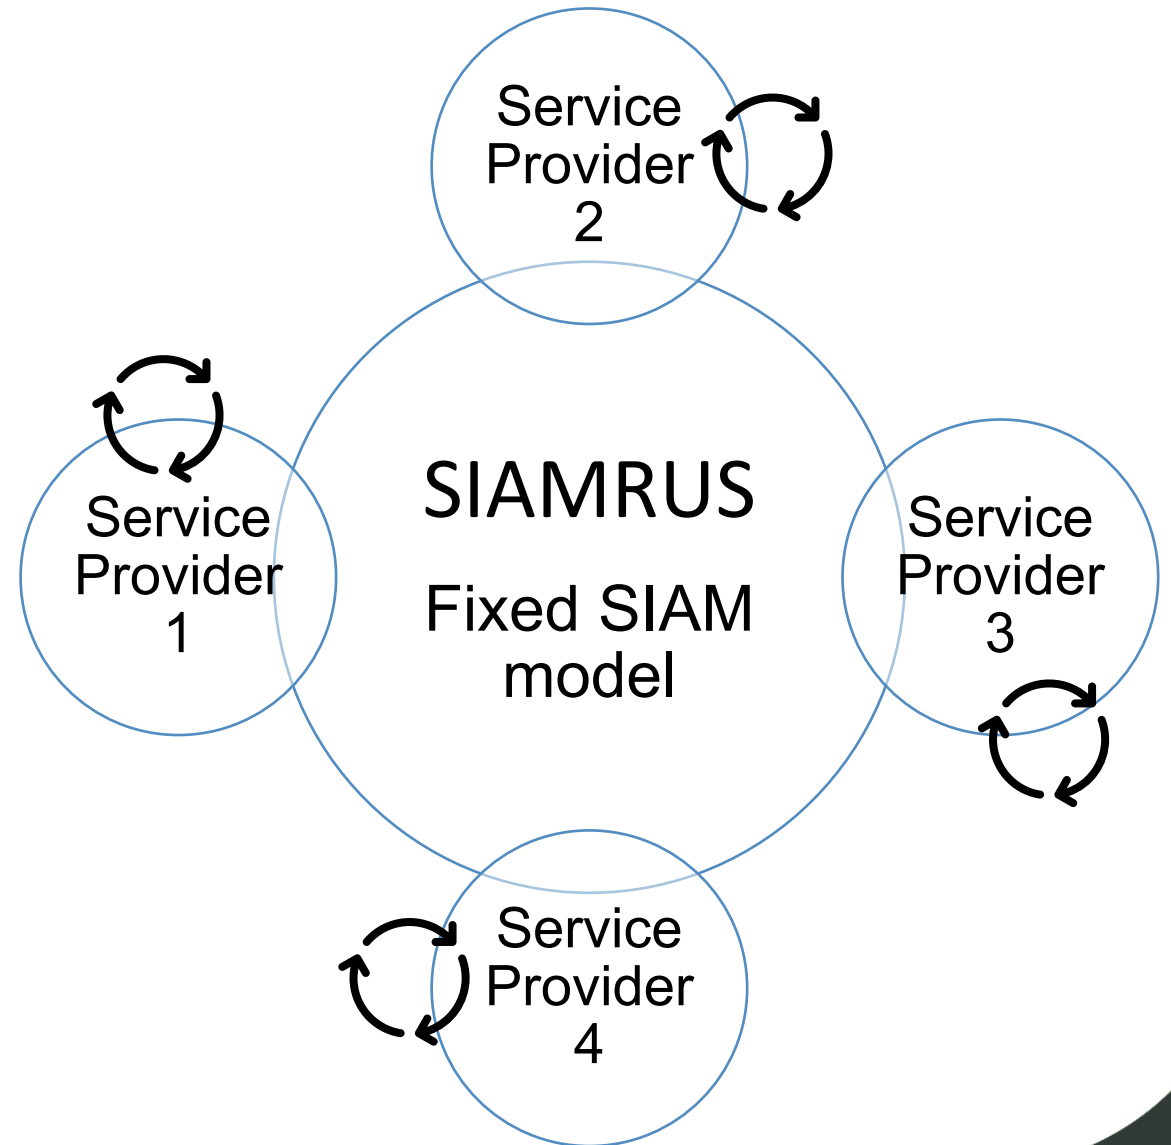 Service
Provider
2
Service
Provider
1
SIAMRUS
Fixed SIAM
model
Service
Provider
3
Service
Provider
4